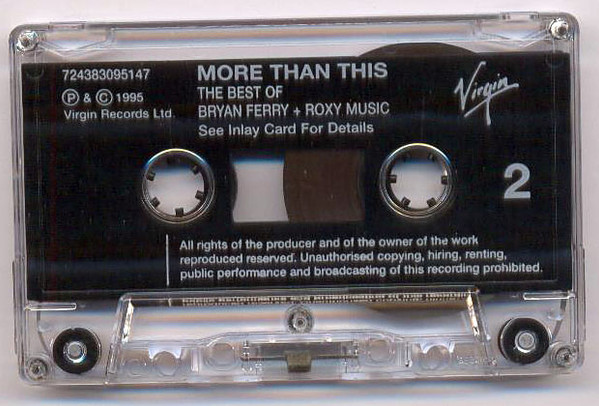 724383095147
MORE THAN THIS
THE BEST OF
BRYAN FERRY + ROXY MUSIC
See Inlay Card For Details
Ⓟ & © 1995
Virgin Records Ltd
Virgin
2
All rights of the producer and of the owner of the work
reproduced reserved. Unauthorised copying, hiring, renting,
public performance and broadcasting of this recording prohibited.